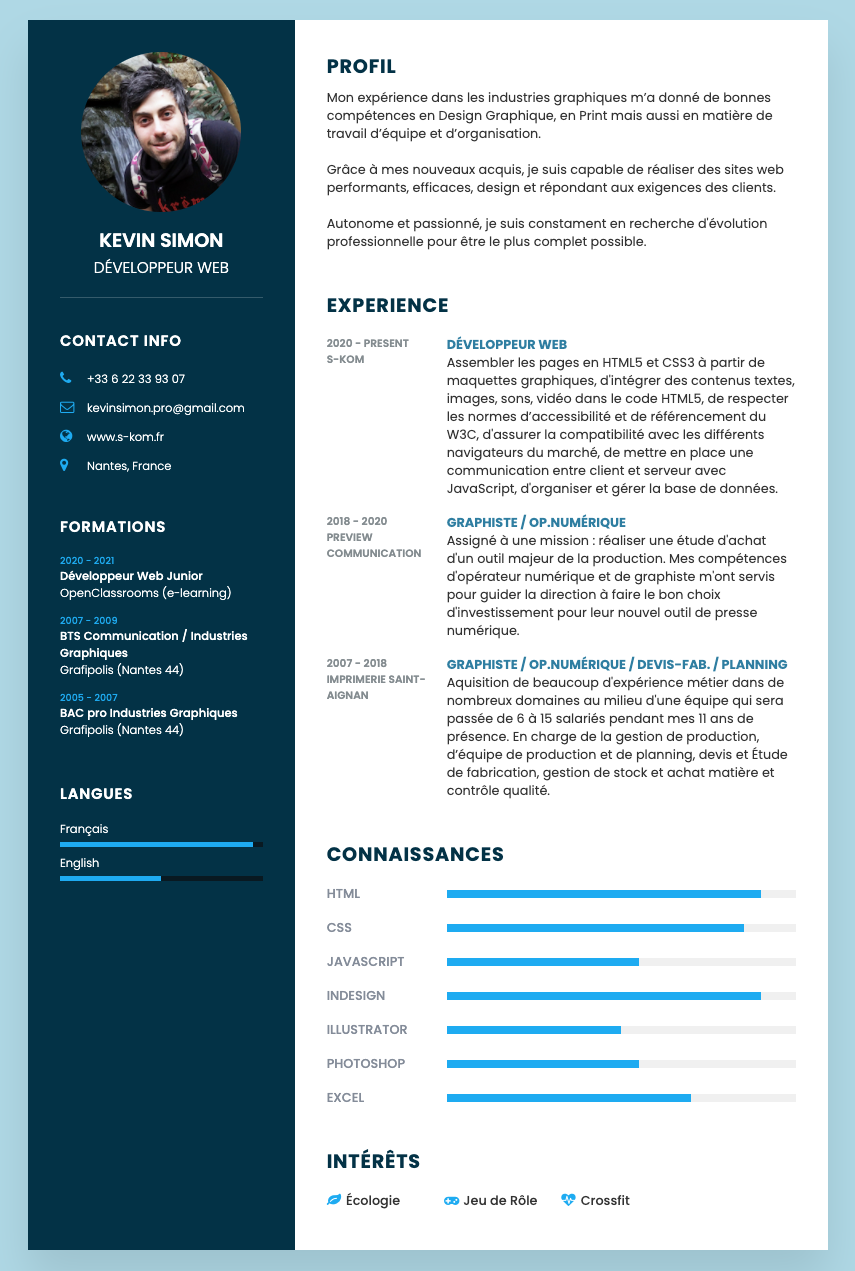 KEVIN SIMON
DÉVELOPPEUR WEB
CONTACT INFO
+33 6 22 33 93 07
kevinsimon.pro@gmail.com
www.s-kom.fr
Nantes, France
FORMATIONS
2020 - 2021
Développeur Web Junior
OpenClassrooms (e-learning)
2007 - 2009
BTS Communication / Industries
Graphiques
Grafipolis (Nantes 44)
2005 - 2007
BAC pro Industries Graphiques
Grafipolis (Nantes 44)
LANGUES
Français
English
PROFIL
Mon expérience dans les industries graphiques m’a donné de bonnes
compétences en Design Graphique, en Print mais aussi en matière de
travail d’équipe et d’organisation.
Grâce à mes nouveaux acquis, je suis capable de réaliser des sites web
performants, efficaces, design et répondant aux exigences des clients.
Autonome et passionné, je suis constament en recherche d'évolution
professionnelle pour être le plus complet possible.
EXPERIENCE
2020 - PRESENT
S-KOM
DÉVELOPPEUR WEB
Assembler les pages en HTML5 et CSS3 à partir de
maquettes graphiques, d'intégrer des contenus textes,
images, sons, vidéo dans le code HTML5, de respecter
les normes d’accessibilité et de référencement du
W3C, d'assurer la compatibilité avec les différents
navigateurs du marché, de mettre en place une
communication entre client et serveur avec
JavaScript, d'organiser et gérer la base de données.
2018 - 2020
PREVIEW
COMMUNICATION
GRAPHISTE / OP.NUMÉRIQUE
Assigné à une mission : réaliser une étude d'achat
d'un outil majeur de la production. Mes compétences
d'opérateur numérique et de graphiste m'ont servis
pour guider la direction à faire le bon choix
d'investissement pour leur nouvel outil de presse
numérique.
2007 - 2018
IMPRIMERIE SAINT-
AIGNAN
GRAPHISTE / OP.NUMÉRIQUE / DEVIS-FAB. / PLANNING
Aquisition de beaucoup d'expérience métier dans de
nombreux domaines au milieu d'une équipe qui sera
passée de 6 à 15 salariés pendant mes 11 ans de
présence. En charge de la gestion de production,
d’équipe de production et de planning, devis et Étude
de fabrication, gestion de stock et achat matière et
contrôle qualité.
CONNAISSANCES
HTML
CSS
JAVASCRIPT
INDESIGN
ILLUSTRATOR
PHOTOSHOP
EXCEL
INTÉRÊTS
Écologie
Jeu de Rôle
Crossfit